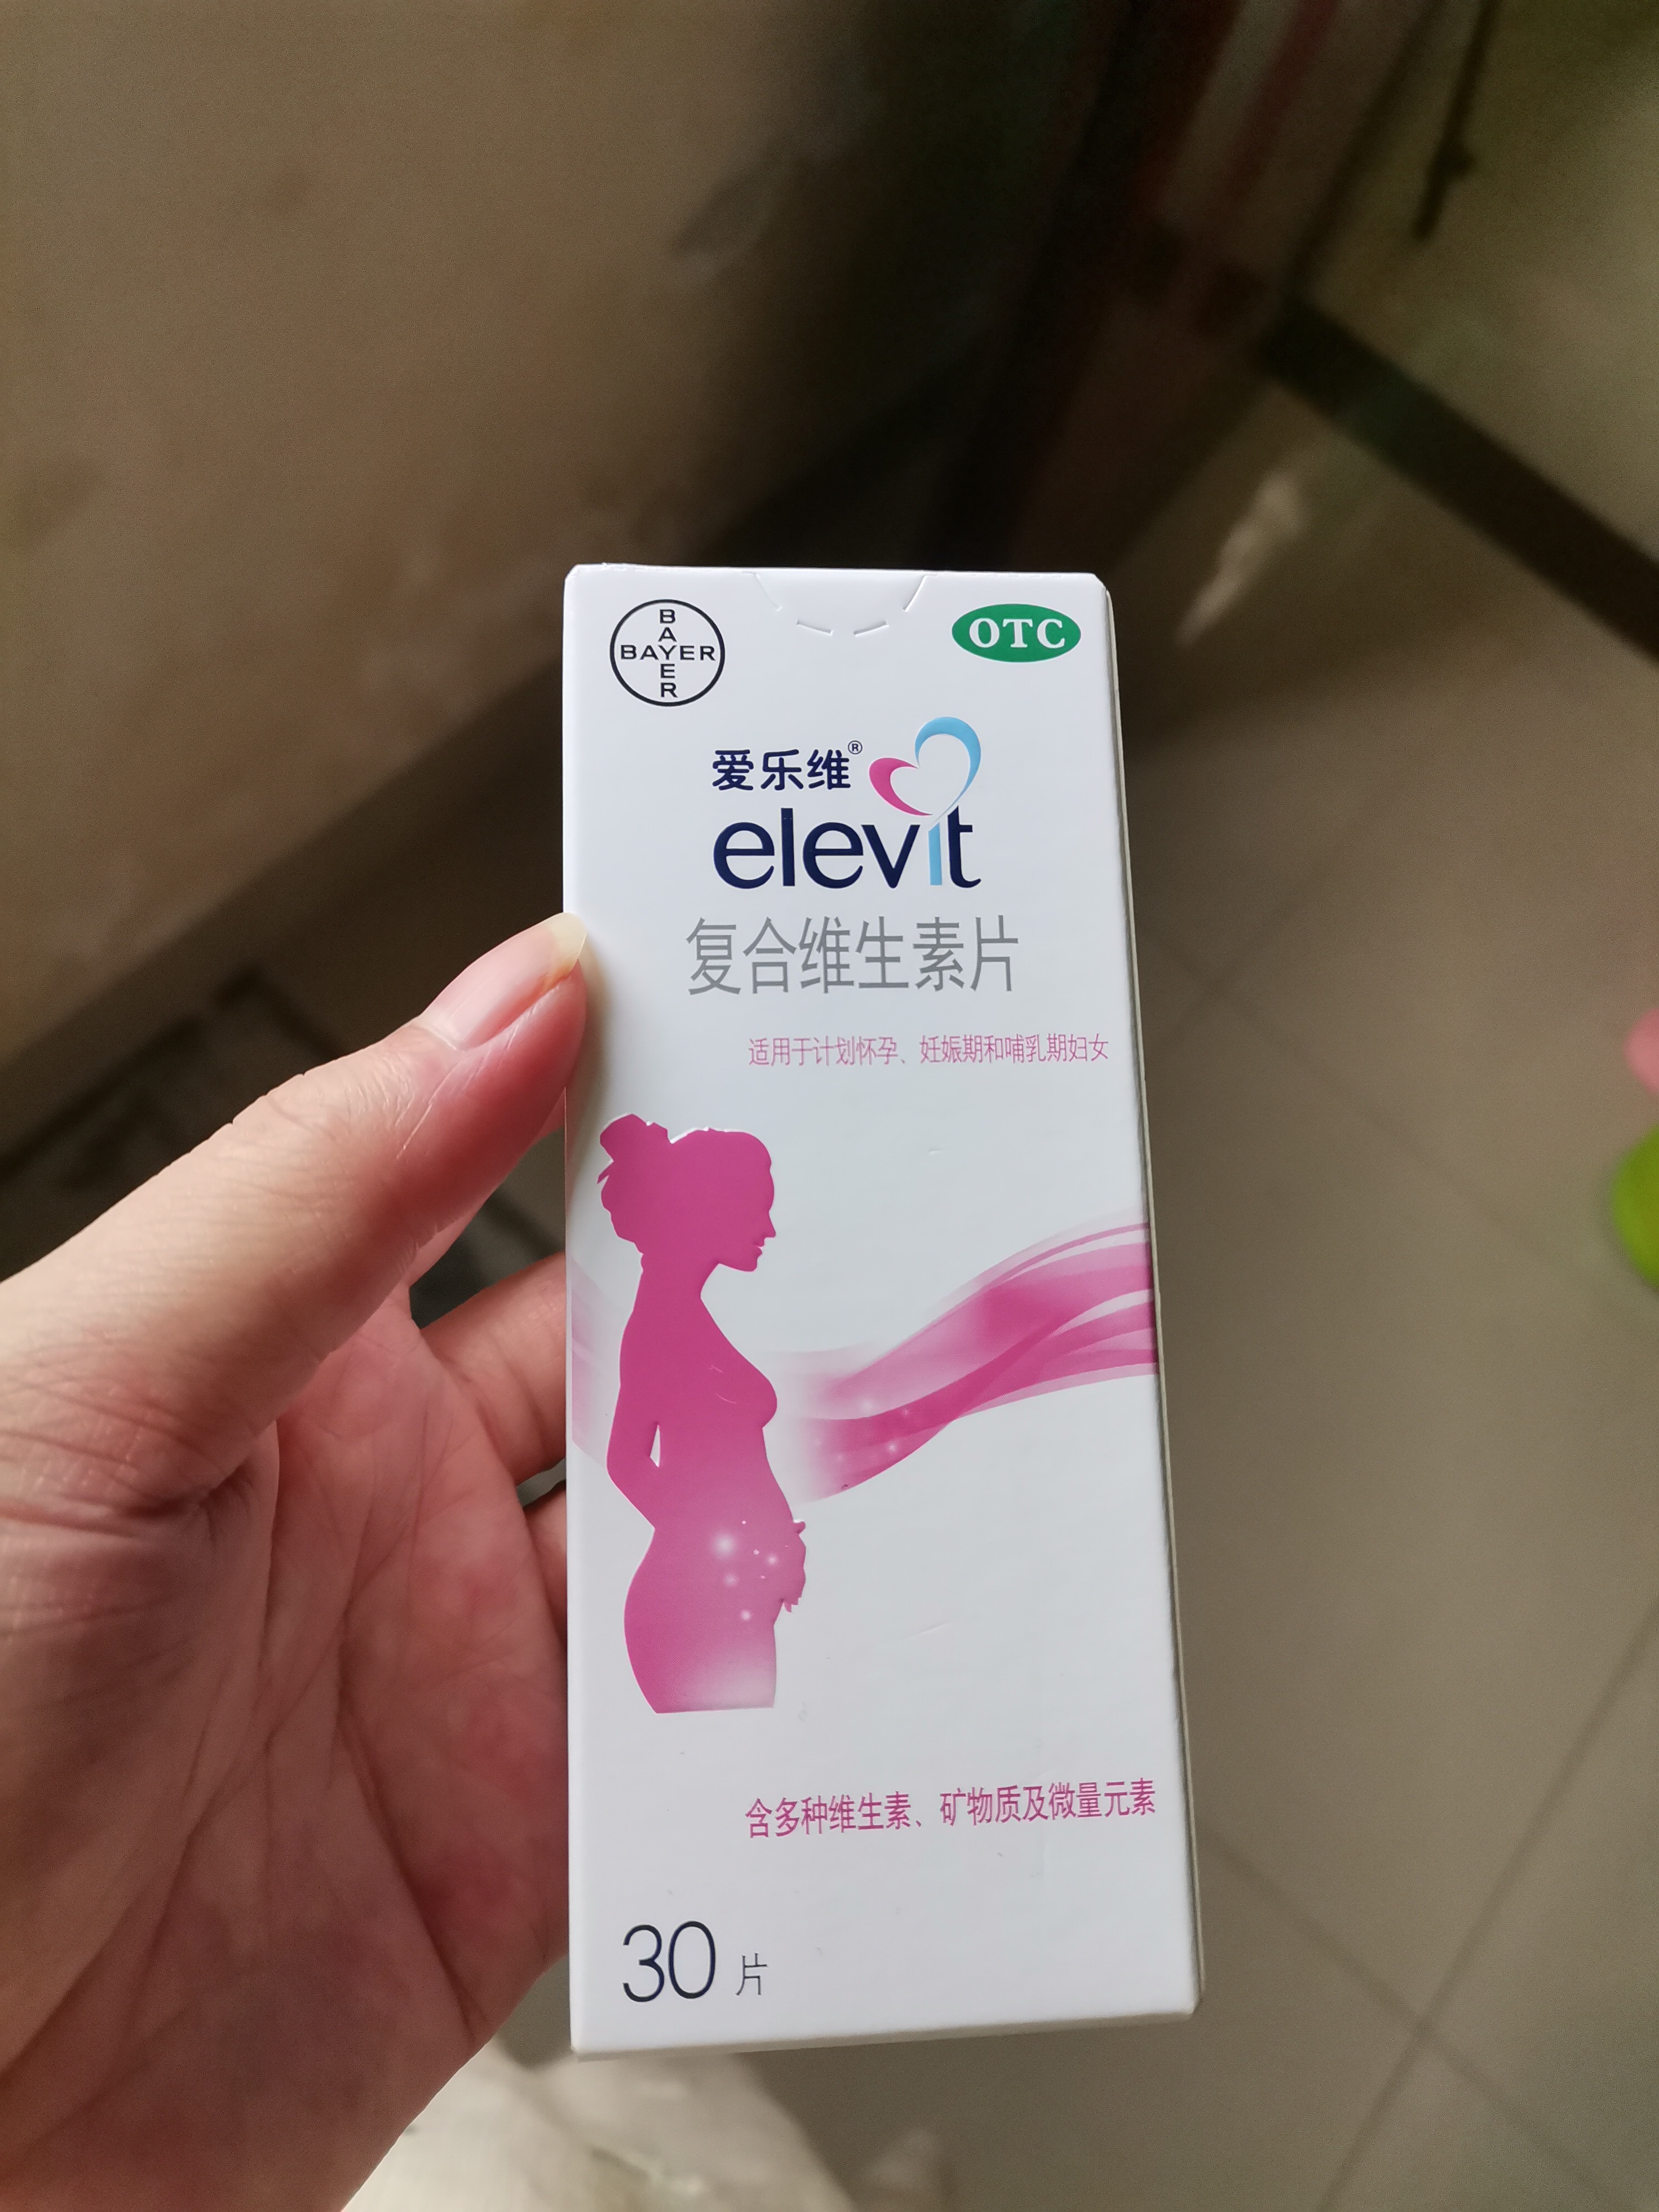 BAYER
BAYER
OTC
爱乐维®
elevit
复合维生素片
适用于计划怀孕、妊娠期和哺乳期妇女
含多种维生素、矿物质及微量元素
30片